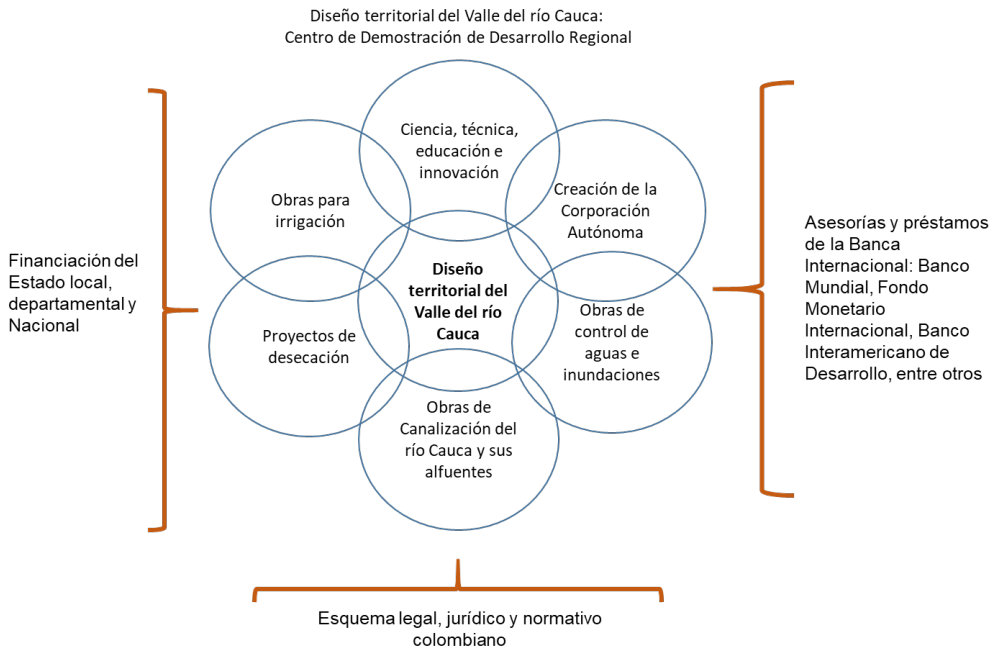 Diseño territorial del Valle del río Cauca:
Centro de Demostración de Desarrollo Regional
Ciencia, técnica,
educación e
innovación
Obras para
irrigación
Creación de la
Corporación
Autónoma
Financiación del
Estado local,
departamental y
Nacional
Diseño
territorial del
Valle del río
Cauca
Asesorías y préstamos
de la Banca
Internacional: Banco
Mundial, Fondo
Monetario
Internacional, Banco
Interamericano de
Desarrollo, entre otros
Proyectos de
desecación
Obras de
control de
aguas e
inundaciones
Obras de
Canalización del
río Cauca y sus
alfuentes
Esquema legal, jurídico y normativo
colombiano